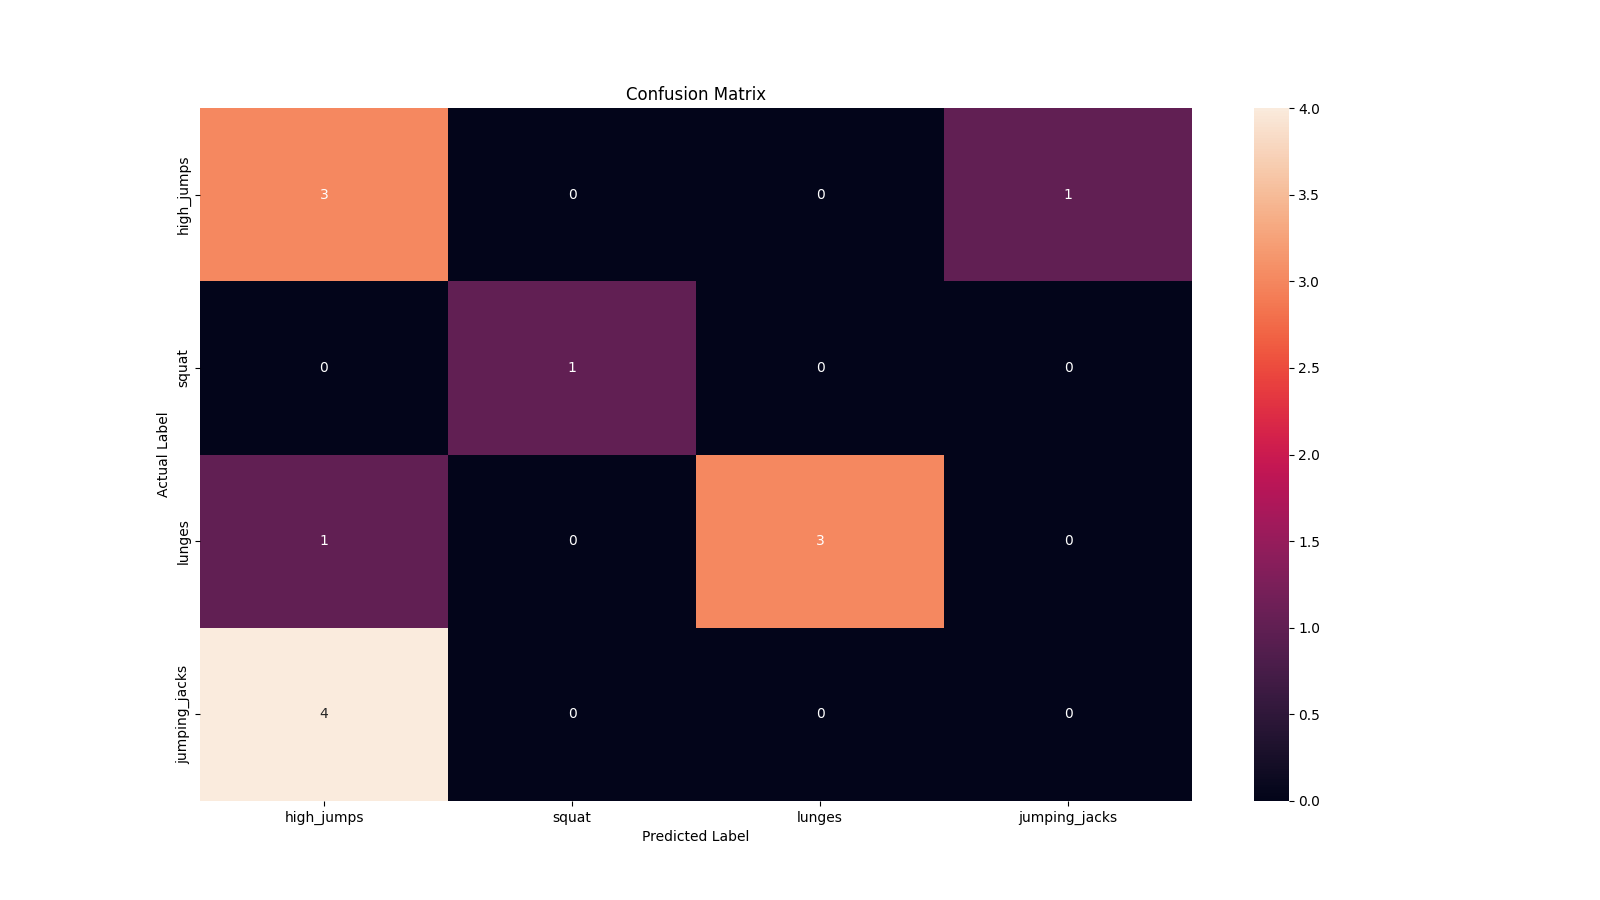 Confusion Matrix
high_jumps
3 0 0 1
squat
0 1 0 0
lunges
1 0 3 0
jumping_jacks
4 0 0 0
Actual Label
high_jumps squat lunges jumping_jacks
Predicted Label
4.0
3.5
3.0
2.5
2.0
1.5
1.0
0.5
0.0